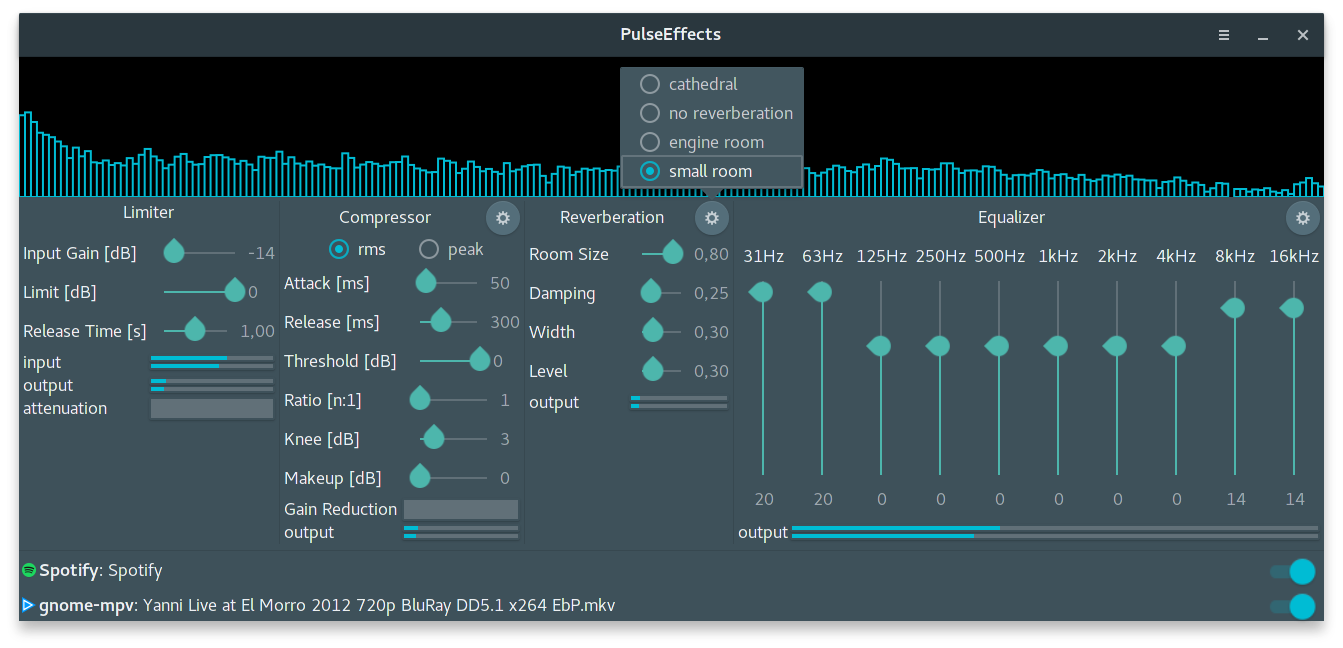 PulseEffects
cathedral
no reverberation
engine room
small room
Limiter
Input Gain [dB] -14
Limit [dB] 0
Release Time [s] 1,00
input
output
attenuation
Compressor
rms peak
Attack [ms] 50
Release [ms] 300
Threshold [dB] 0
Ratio [n:1] 1
Knee [dB] 3
Makeup [dB] 0
Gain Reduction
output
Reverberation
Room Size 0,80
Damping 0,25
Width 0,30
Level 0,30
output
Equalizer
31Hz 63Hz 125Hz 250Hz 500Hz 1kHz 2kHz 4kHz 8kHz 16kHz
20 20 0 0 0 0 0 0 14 14
output
Spotify: Spotify
gnome-mpv: Yanni Live at El Morro 2012 720p BluRay DD5.1 x264 EbP.mkv